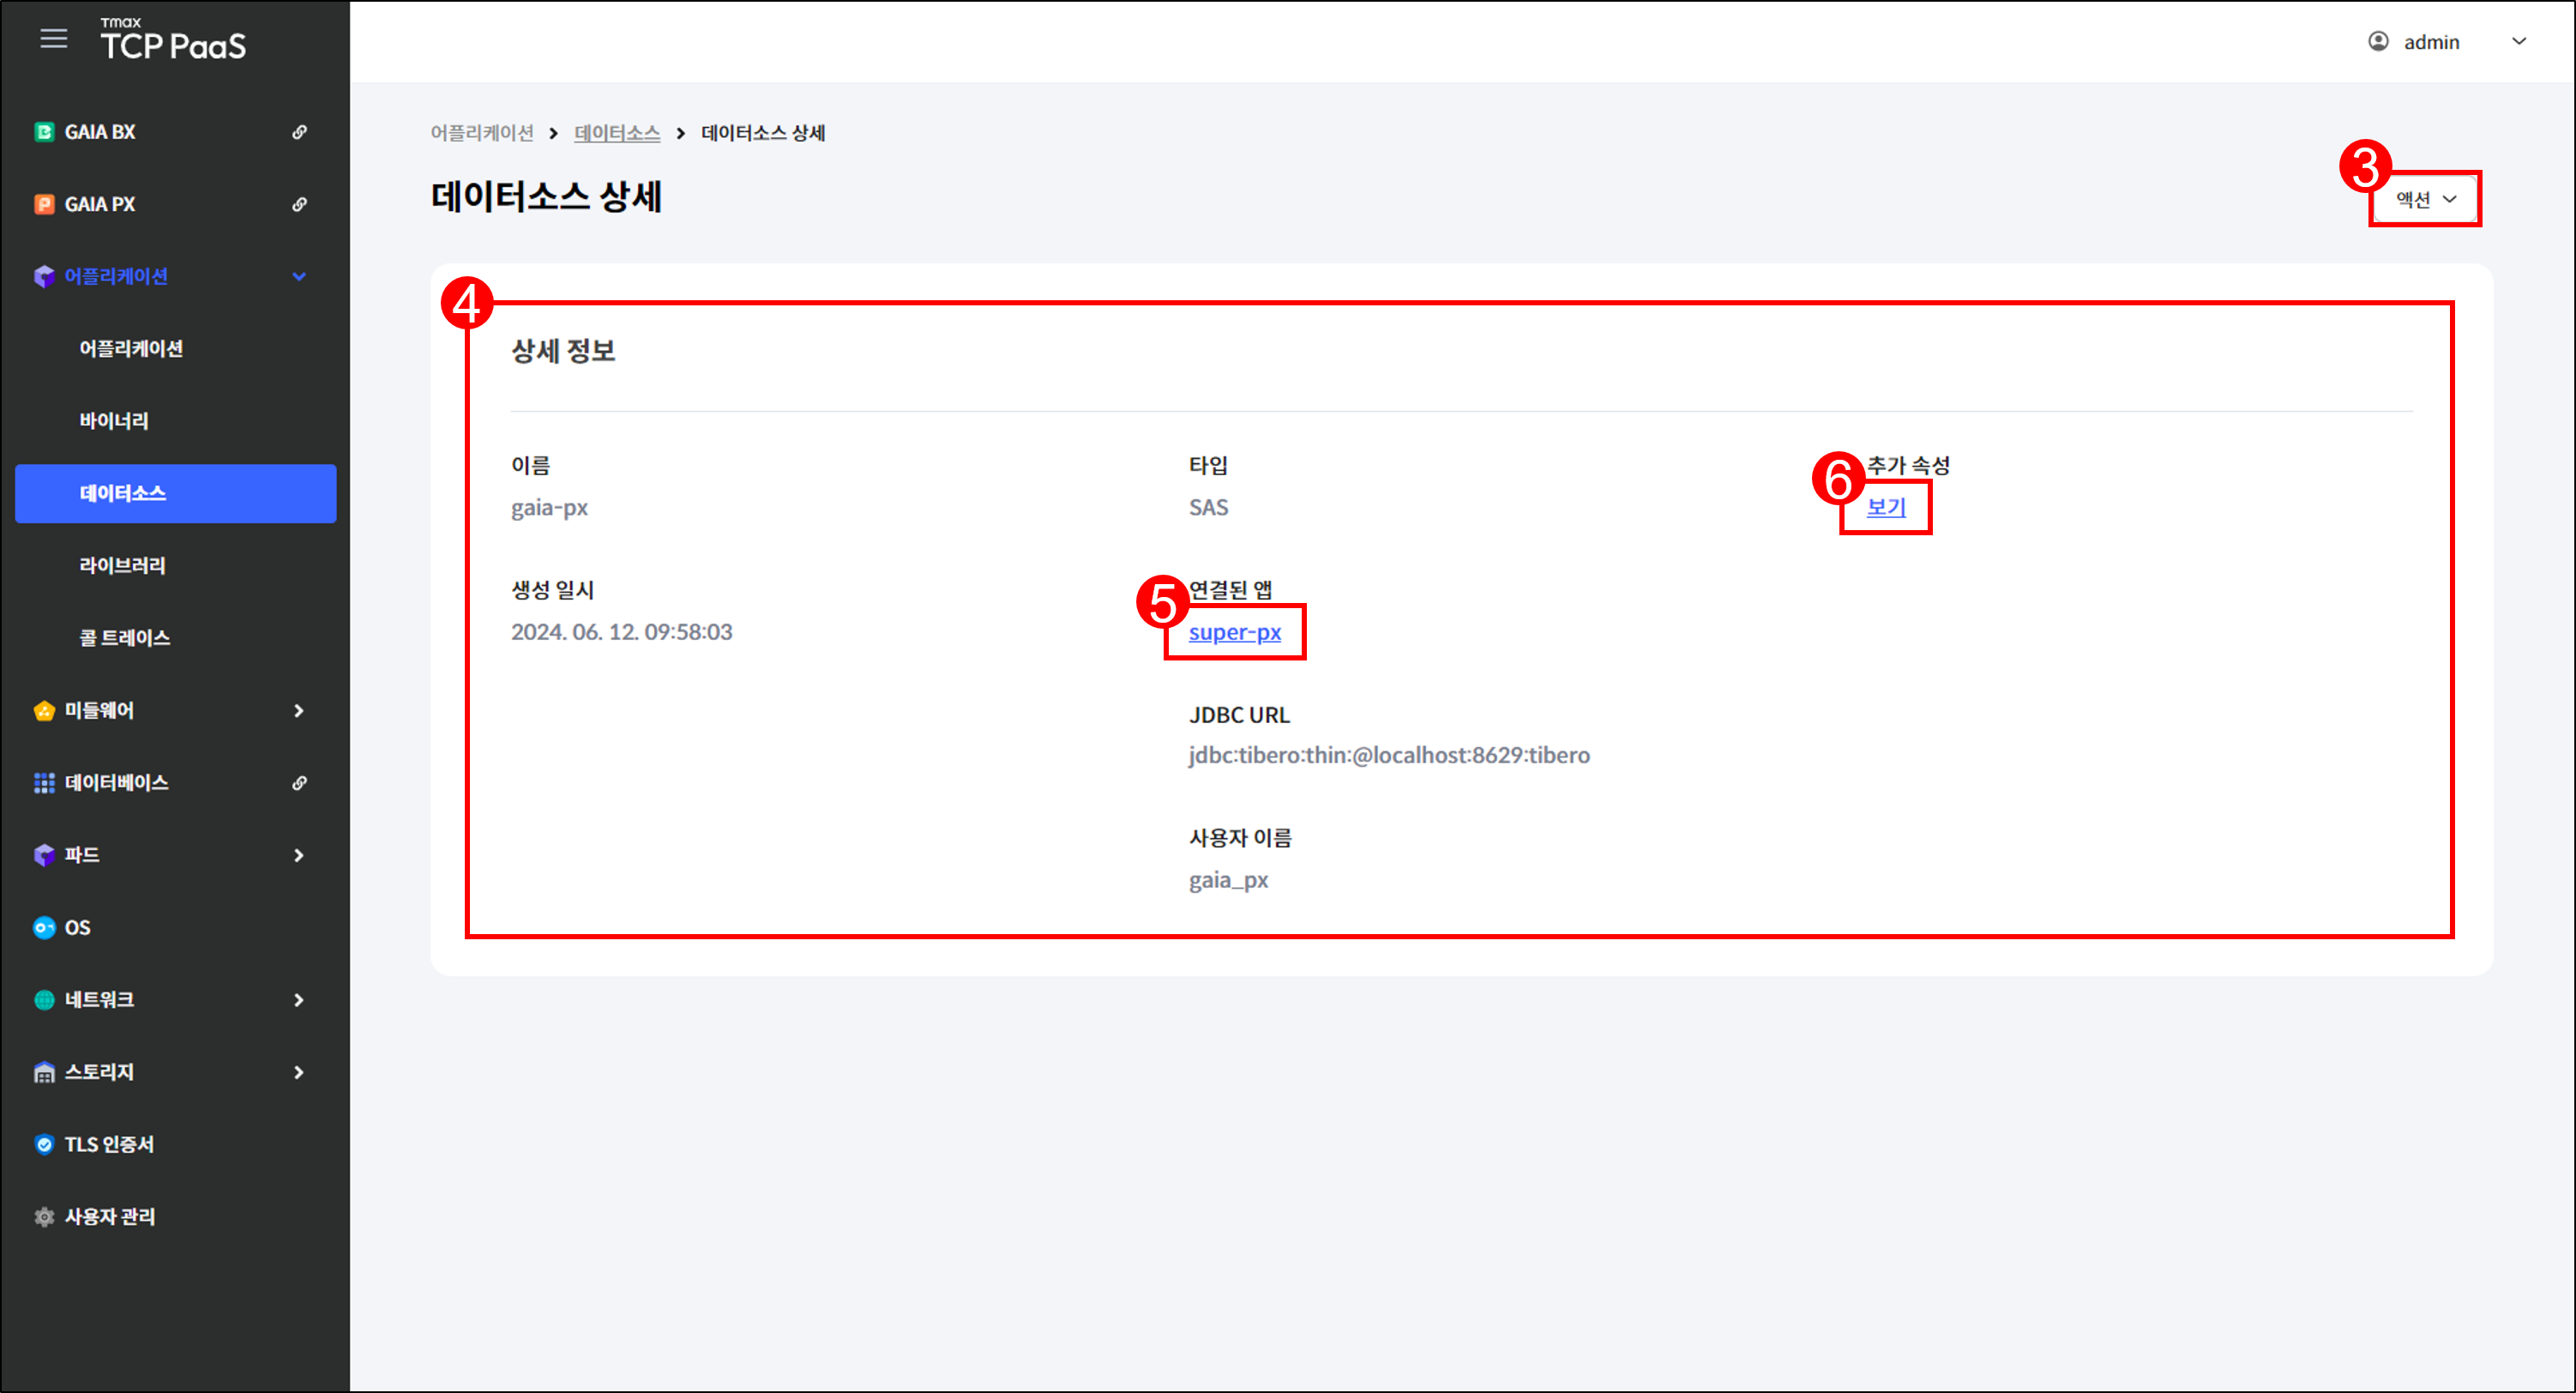 Tmax
TCP PaaS
admin
GAIA BX
GAIA PX
어플리케이션
어플리케이션
바이너리
데이터소스
라이브러리
콜 트레이스
미들웨어
데이터베이스
파드
OS
네트워크
스토리지
TLS 인증서
사용자 관리
어플리케이션 > 데이터소스 > 데이터소스 상세
데이터소스 상세
3
액션
4
상세 정보
이름
gaia-px
타입
SAS
6
추가 속성
보기
생성 일시
2024. 06. 12. 09:58:03
5
연결된 앱
super-px
JDBC URL
jdbc:tibero:thin:@localhost:8629:tibero
사용자 이름
gaia_px